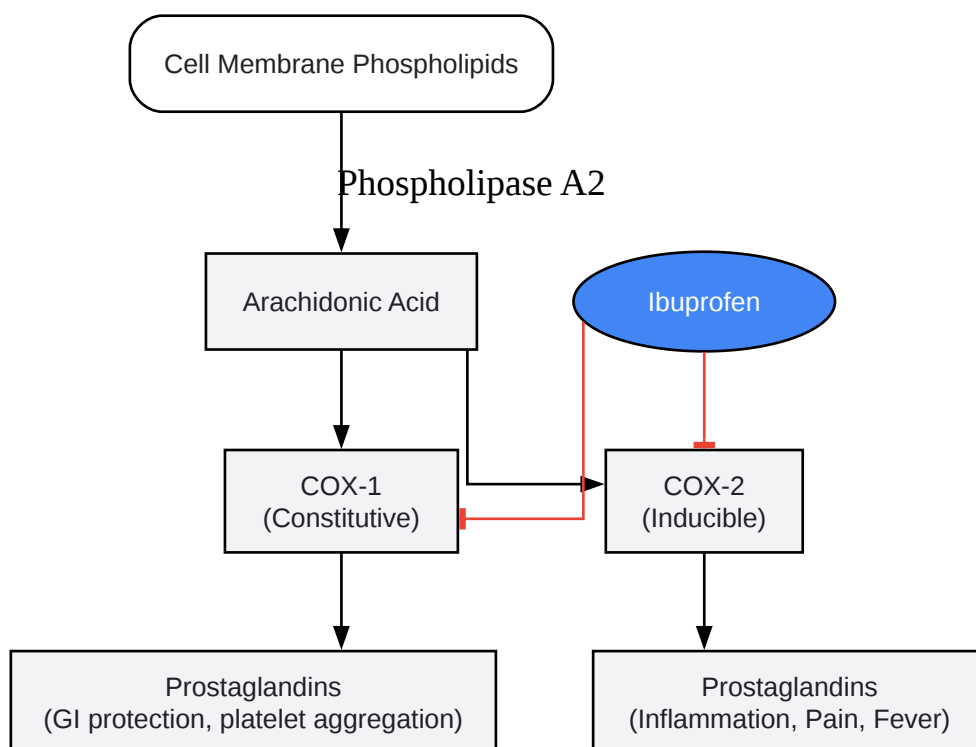 Cell Membrane Phospholipids
Phospholipase A2
Arachidonic Acid
Ibuprofen
COX-1
(Constitutive)
COX-2
(Inducible)
Prostaglandins
(GI protection, platelet aggregation)
Prostaglandins
(Inflammation, Pain, Fever)